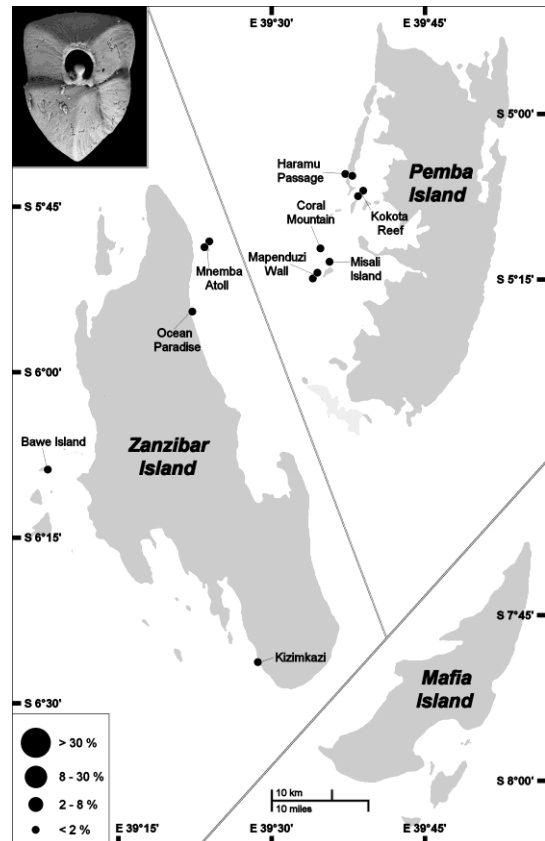 E 39°30'
E 39°45'
S 5°00'
Haramu
Passage
Pemba
Island
Coral
Mountain
Kokota
Reef
S 5°45'
Mnemba
Atoll
Mapenduzi
Wall
Misali
Island
S 5°15'
Ocean
Paradise
S 6°00'
Bawe Island
Zanzibar
Island
S 6°15'
S 7°45'
Kizimkazi
Mafia
Island
S 6°30'
> 30 %
8 - 30 %
2 - 8 %
< 2 %
S 8°00'
10 km
10 miles
E 39°15'
E 39°30'
E 39°45'